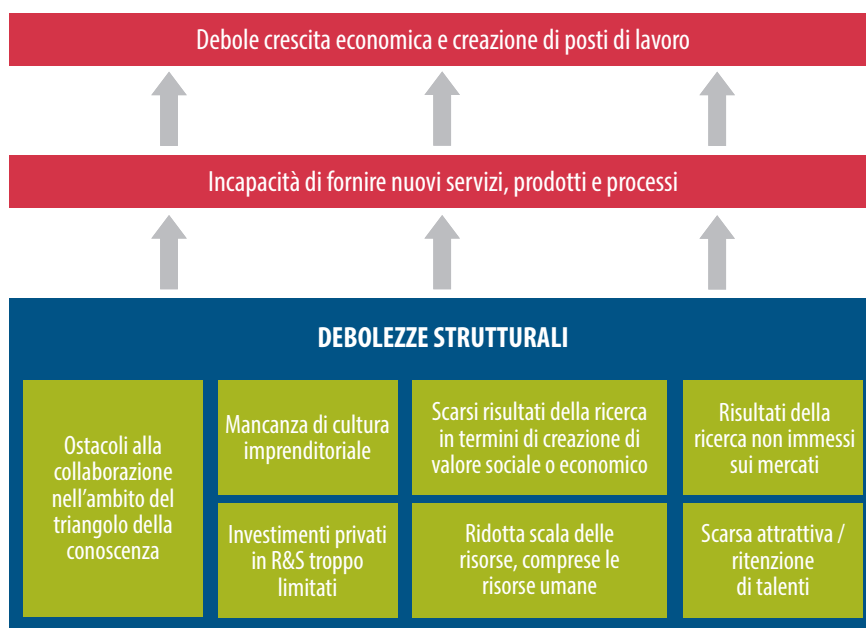 Debole crescita economica e creazione di posti di lavoro
Incapacità di fornire nuovi servizi, prodotti e processi
DEBOLEZZE STRUTTURALI
Ostacoli alla
collaborazione
nell’ambito del
triangolo della
conoscenza
Mancanza di cultura
imprenditoriale
Investimenti privati
in R&S troppo
limitati
Scarsi risultati della ricerca
in termini di creazione di
valore sociale o economico
Ridotta scala delle
risorse, comprese le
risorse umane
Risultati della
ricerca non immessi
sui mercati
Scarsa attrattiva /
ritenzione
di talenti